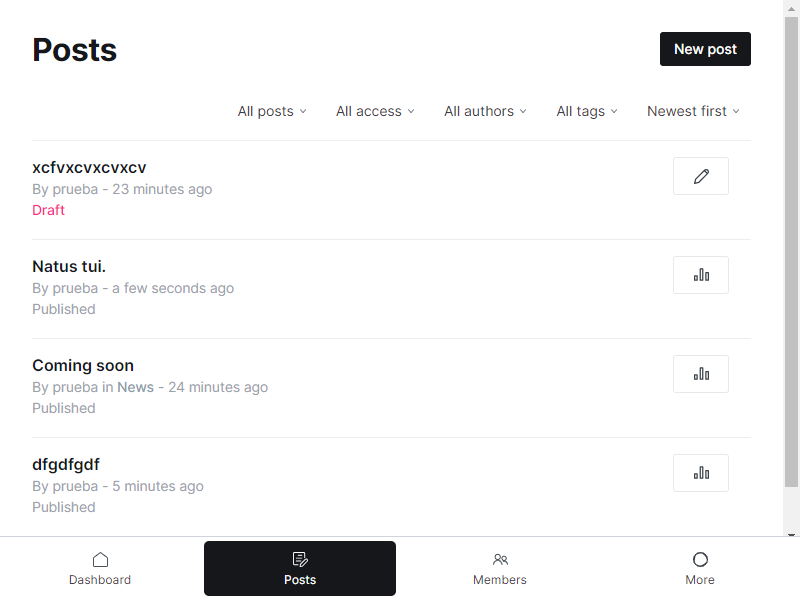 Posts
New post
All posts
All access
All authors
All tags
Newest first
xcfvxcvxcvxcv
By prueba - 23 minutes ago
Draft
Natus tui.
By prueba - a few seconds ago
Published
Coming soon
By prueba in News - 24 minutes ago
Published
dfgdfgdf
By prueba - 5 minutes ago
Published
Dashboard
Posts
Members
More